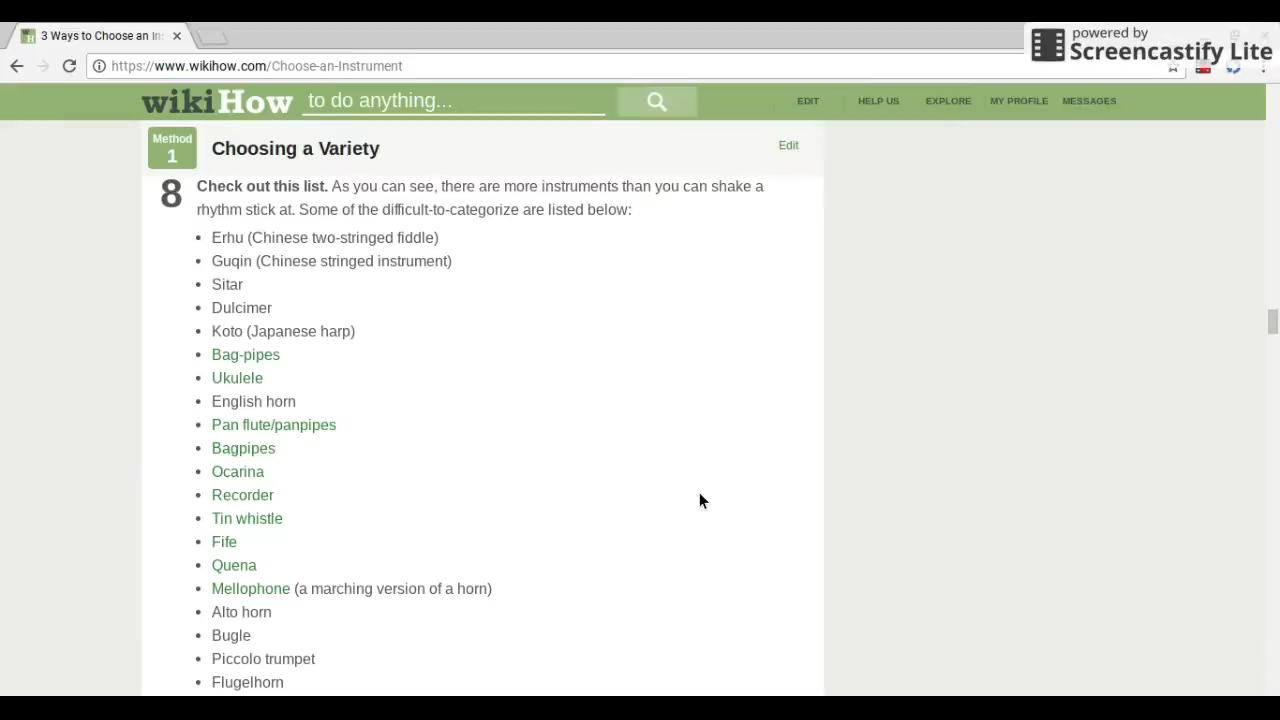 powered by
Screencastify Lite
3 Ways to Choose an In
https://www.wikihow.com/Choose-an-Instrument
wikiHow to do anything...
EDIT HELP US EXPLORE MY PROFILE MESSAGES
Method
1
Choosing a Variety
Edit
8 Check out this list. As you can see, there are more instruments than you can shake a
rhythm stick at. Some of the difficult-to-categorize are listed below:
• Erhu (Chinese two-stringed fiddle)
• Guqin (Chinese stringed instrument)
• Sitar
• Dulcimer
• Koto (Japanese harp)
• Bag-pipes
• Ukulele
• English horn
• Pan flute/panpipes
• Bagpipes
• Ocarina
• Recorder
• Tin whistle
• Fife
• Quena
• Mellophone (a marching version of a horn)
• Alto horn
• Bugle
• Piccolo trumpet
• Flugelhorn